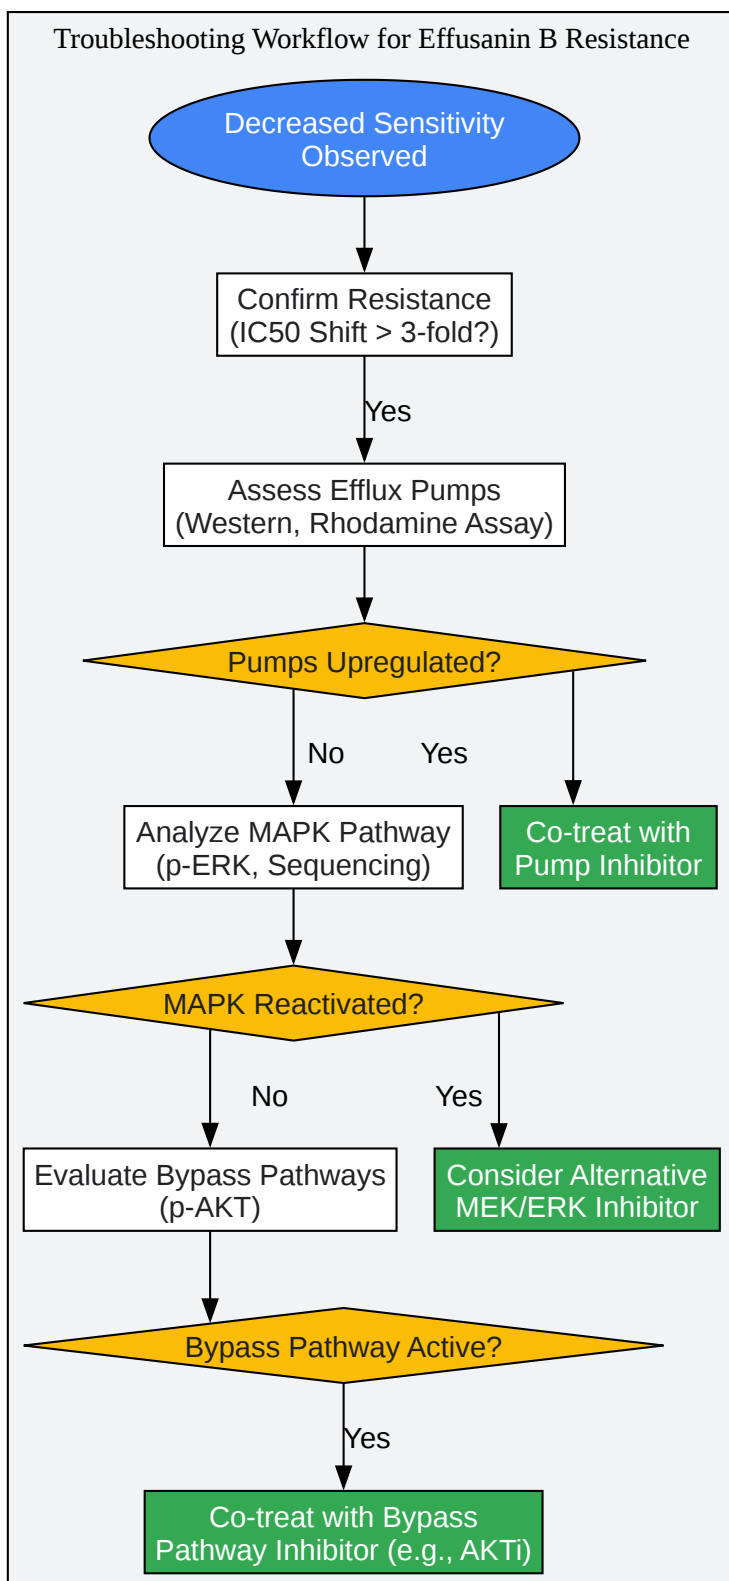 Troubleshooting Workflow for Effusanin B Resistance
Decreased Sensitivity
Observed
Confirm Resistance
(IC50 Shift > 3-fold?)
Yes
Assess Efflux Pumps
(Western, Rhodamine Assay)
Pumps Upregulated?
No
Yes
Analyze MAPK Pathway
(p-ERK, Sequencing)
Co-treat with
Pump Inhibitor
MAPK Reactivated?
No
Yes
Evaluate Bypass Pathways
(p-AKT)
Consider Alternative
MEK/ERK Inhibitor
Bypass Pathway Active?
Yes
Co-treat with Bypass
Pathway Inhibitor (e.g., AKTi)